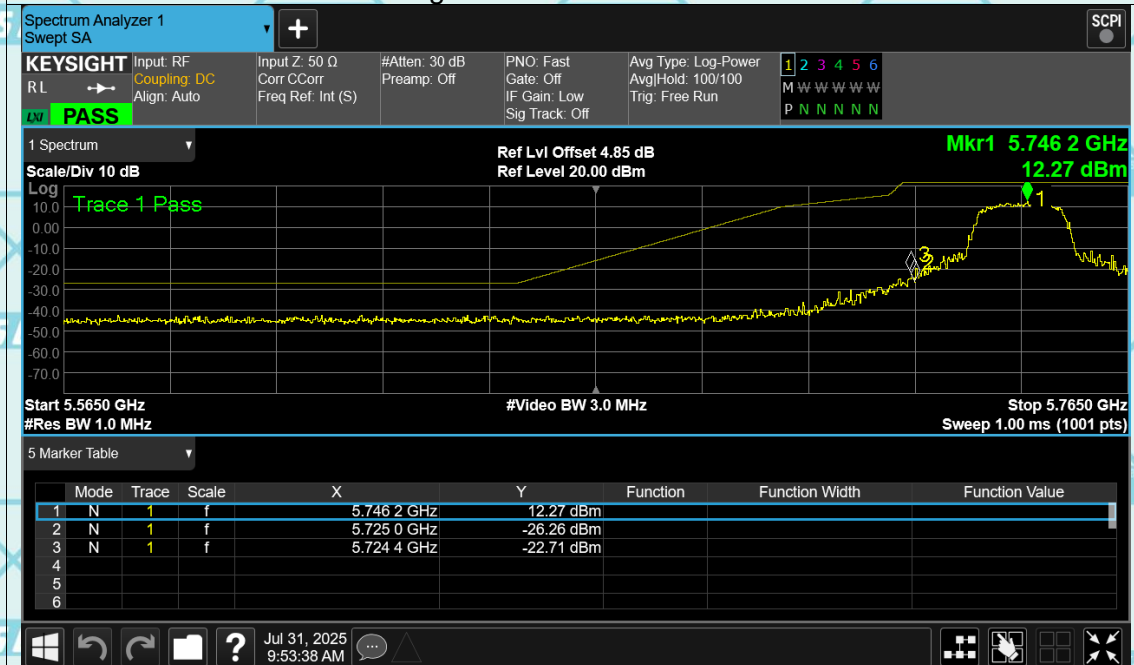 Spectrum Analyzer 1
Swept SA
+
SCPI
KEYSIGHT
RL
LXI PASS
Input: RF
Coupling: DC
Align: Auto
Input Z: 50 Ω
Corr CCorr
Freq Ref: Int (S)
#Atten: 30 dB
Preamp: Off
PNO: Fast
Gate: Off
IF Gain: Low
Sig Track: Off
Avg Type: Log-Power
Avg|Hold: 100/100
Trig: Free Run
1 2 3 4 5 6
M W W W W W W
P N N N N N N
1 Spectrum
Scale/Div 10 dB
Ref Lvl Offset 4.85 dB
Ref Level 20.00 dBm
Mkr1 5.746 2 GHz
12.27 dBm
Log
Trace 1 Pass
10.0
0.00
-10.0
-20.0
-30.0
-40.0
-50.0
-60.0
-70.0
1
3
Start 5.5650 GHz
#Video BW 3.0 MHz
Stop 5.7650 GHz
#Res BW 1.0 MHz
Sweep 1.00 ms (1001 pts)
5 Marker Table
Mode Trace Scale X Y Function Function Width Function Value
1 N 1 f 5.746 2 GHz 12.27 dBm
2 N 1 f 5.725 0 GHz -26.26 dBm
3 N 1 f 5.724 4 GHz -22.71 dBm
4
5
6
?
Jul 31, 2025
9:53:38 AM